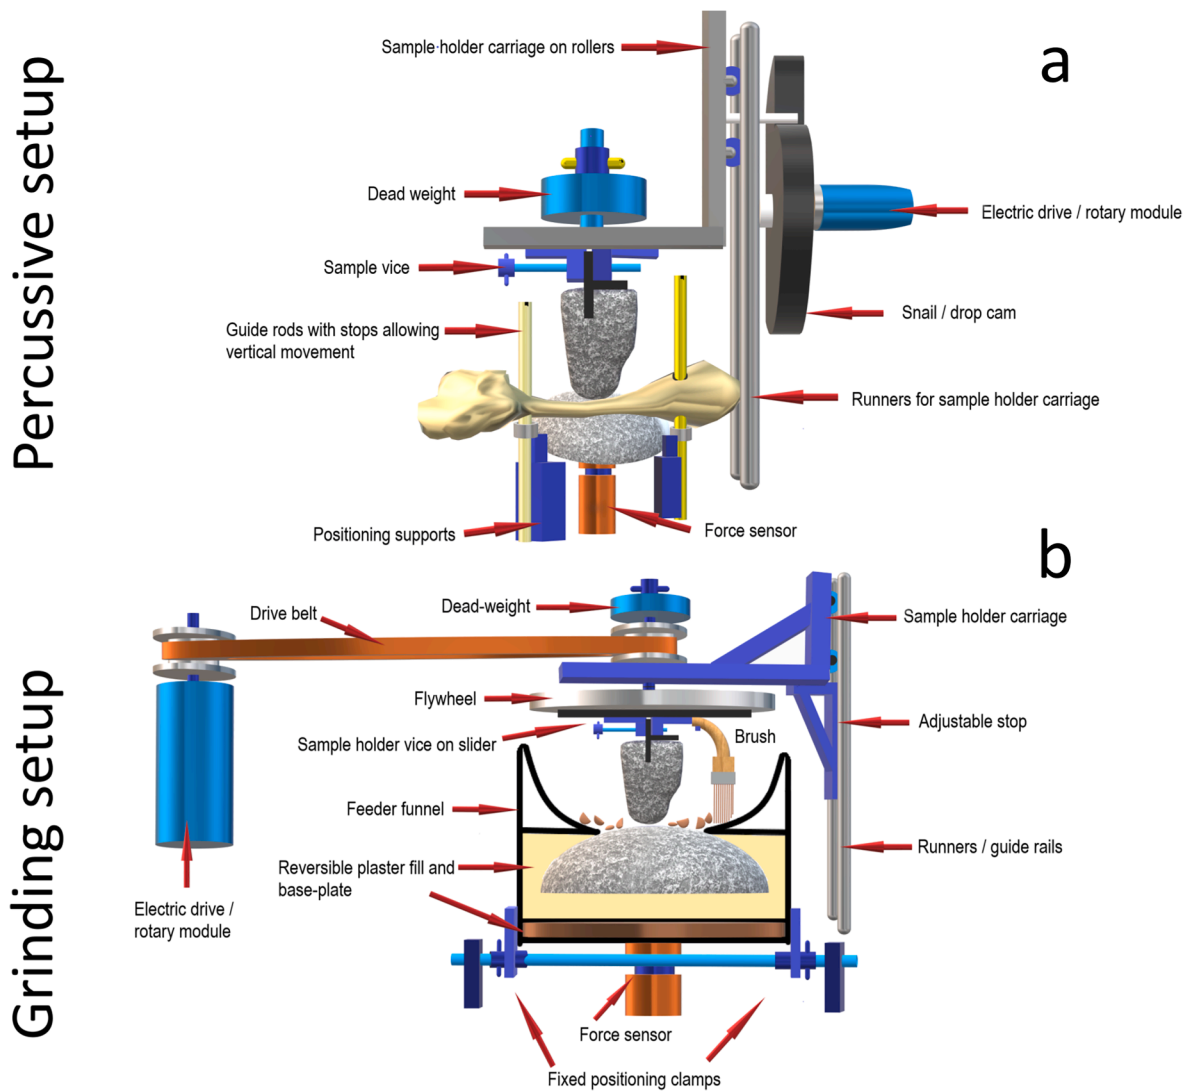 Percussive setup
a
Sample·holder carriage on rollers
Dead weight
Electric drive / rotary module
Sample vice
Snail / drop cam
Guide rods with stops allowing
vertical movement
Runners for sample holder carriage
Positioning supports
Force sensor
Grinding setup
b
Drive belt
Dead-weight
Sample holder carriage
Flywheel
Adjustable stop
Sample holder vice on slider
Brush
Feeder funnel
Runners / guide rails
Reversible plaster fill and
base-plate
Electric drive /
rotary module
Force sensor
Fixed positioning clamps